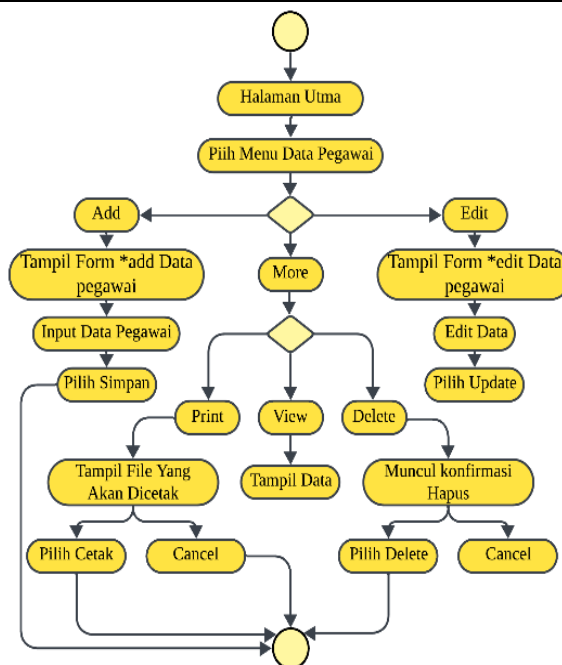 Halaman Utma
Piih Menu Data Pegawai
Add
Edit
Tampil Form *add Data
pegawai
More
Tampil Form *edit Data
pegawai
Input Data Pegawai
Edit Data
Pilih Simpan
Pilih Update
Print
View
Delete
Tampil File Yang
Akan Dicetak
Tampil Data
Muncul konfirmasi
Hapus
Pilih Cetak
Cancel
Pilih Delete
Cancel